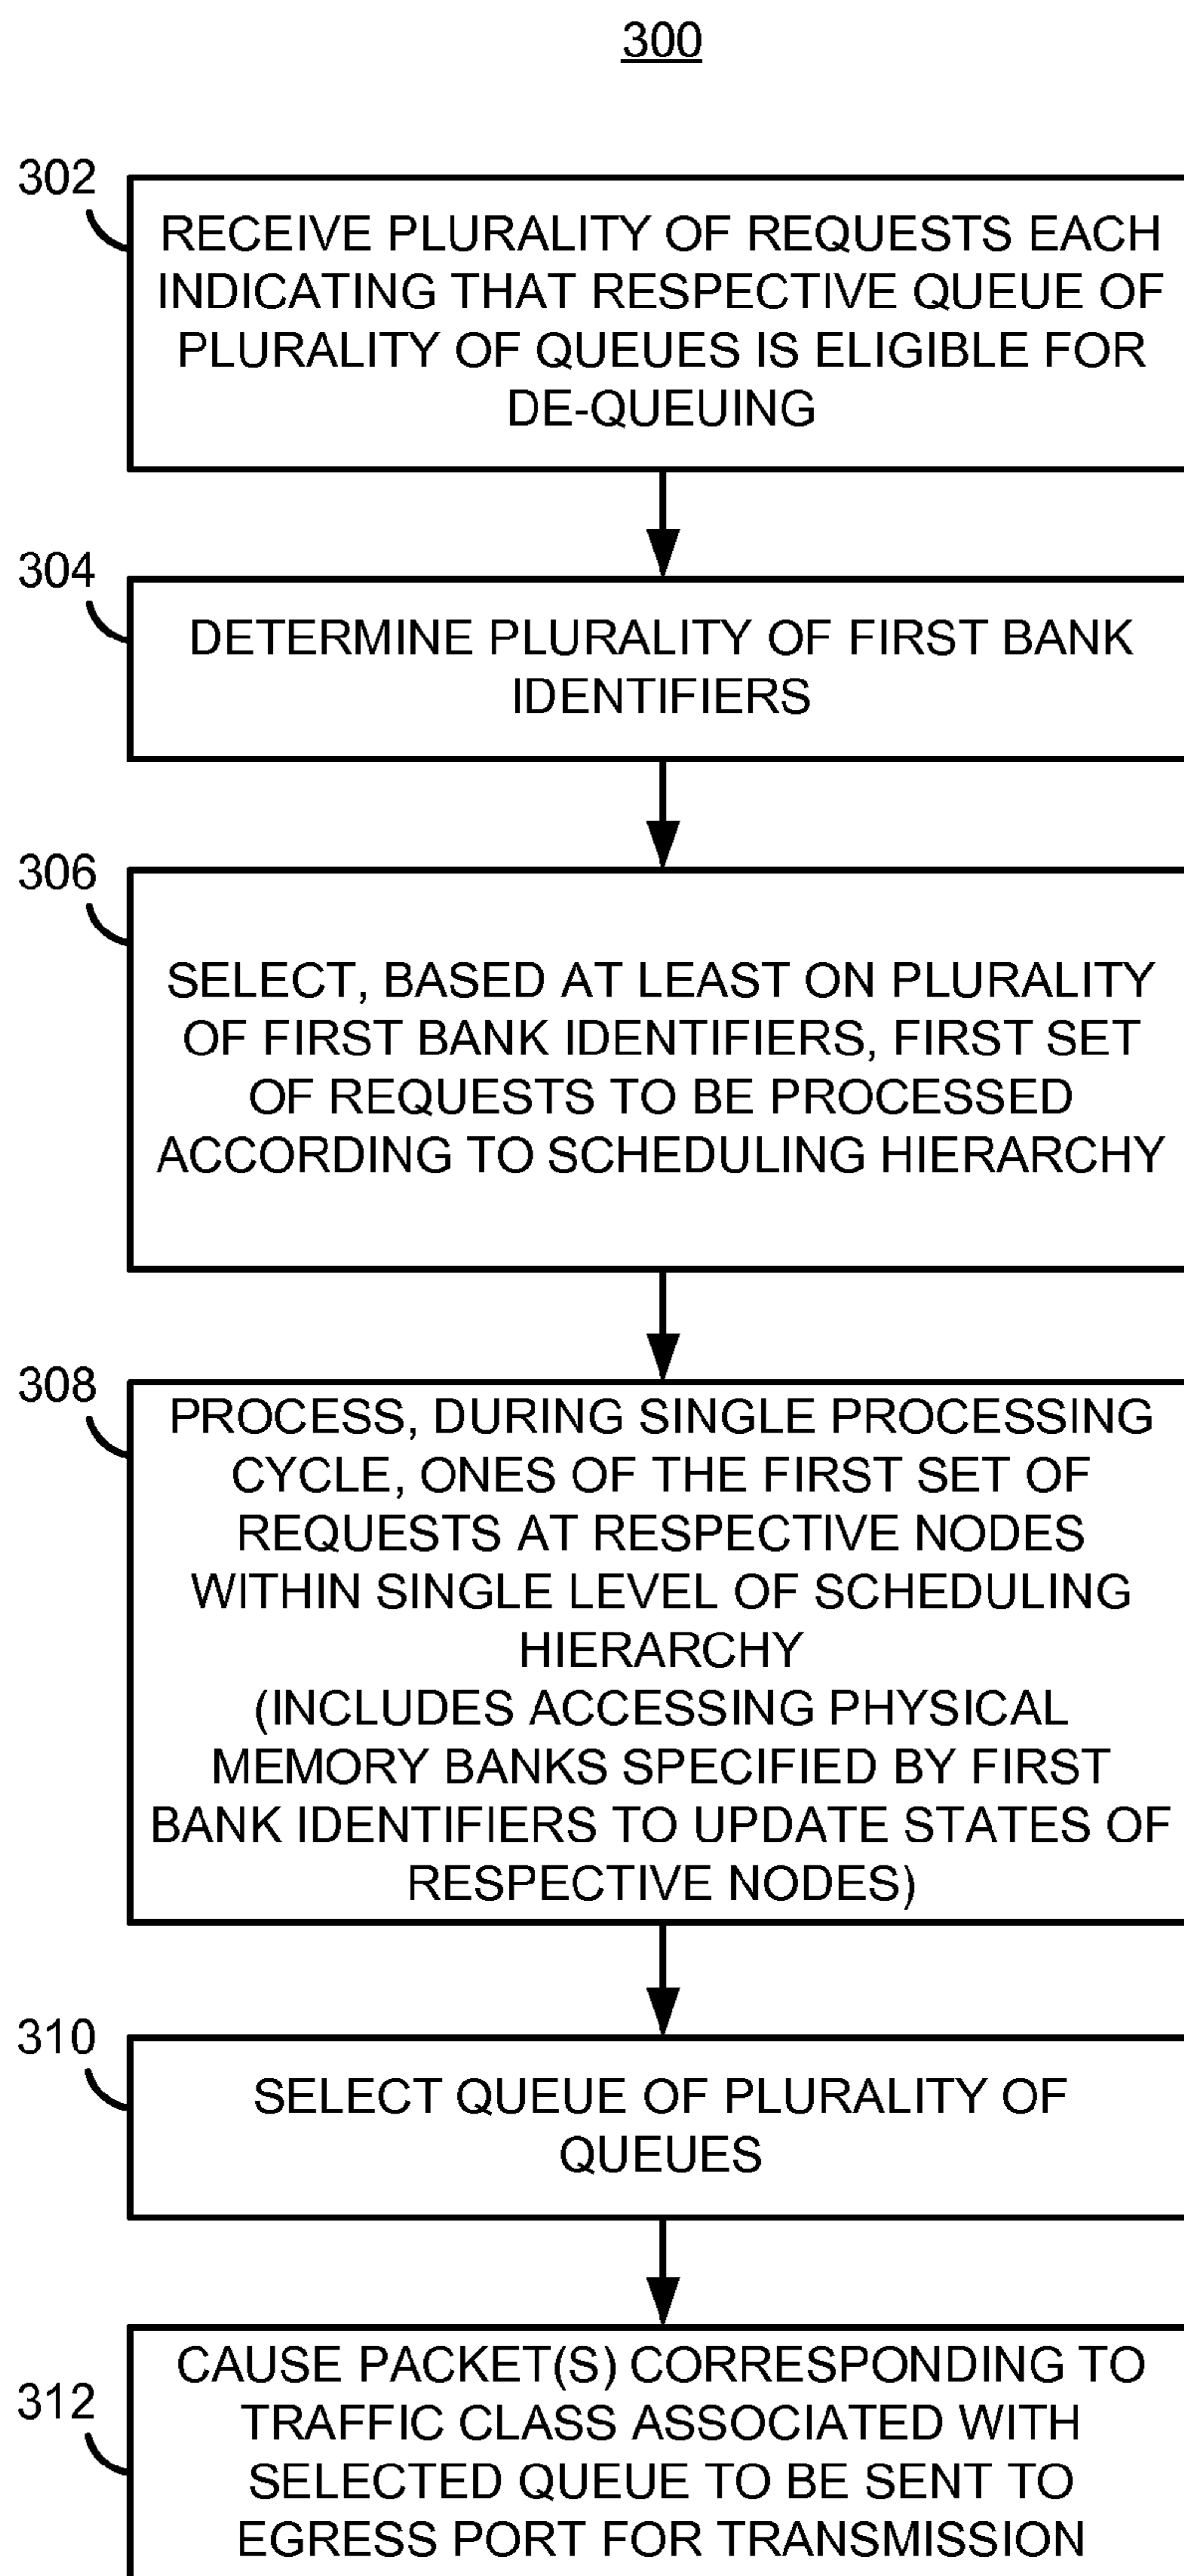 300
302
RECEIVE PLURALITY OF REQUESTS EACH
INDICATING THAT RESPECTIVE QUEUE OF
PLURALITY OF QUEUES IS ELIGIBLE FOR
DE-QUEUING
304
DETERMINE PLURALITY OF FIRST BANK
IDENTIFIERS
306
SELECT, BASED AT LEAST ON PLURALITY
OF FIRST BANK IDENTIFIERS, FIRST SET
OF REQUESTS TO BE PROCESSED
ACCORDING TO SCHEDULING HIERARCHY
308
PROCESS, DURING SINGLE PROCESSING
CYCLE, ONES OF THE FIRST SET OF
REQUESTS AT RESPECTIVE NODES
WITHIN SINGLE LEVEL OF SCHEDULING
HIERARCHY
(INCLUDES ACCESSING PHYSICAL
MEMORY BANKS SPECIFIED BY FIRST
BANK IDENTIFIERS TO UPDATE STATES OF
RESPECTIVE NODES)
310
SELECT QUEUE OF PLURALITY OF
QUEUES
312
CAUSE PACKET(S) CORRESPONDING TO
TRAFFIC CLASS ASSOCIATED WITH
SELECTED QUEUE TO BE SENT TO
EGRESS PORT FOR TRANSMISSION